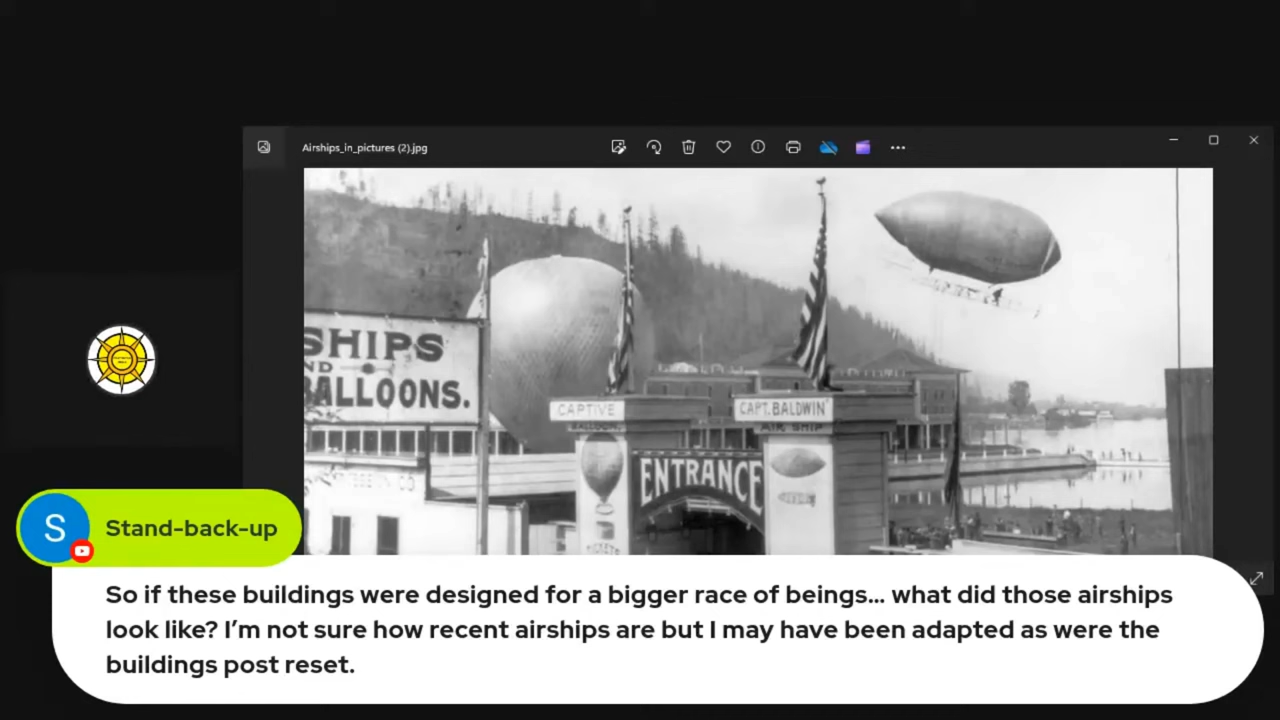 Airships_in_pictures (2).jpg
SHIPS
ND
BALLOONS.
CAPTIVE
BALLOON.
CAPT. BALDWIN'
AIR SHIP
ENTRANCE
S
Stand-back-up
So if these buildings were designed for a bigger race of beings... what did those airships
look like? I'm not sure how recent airships are but I may have been adapted as were the
buildings post reset.